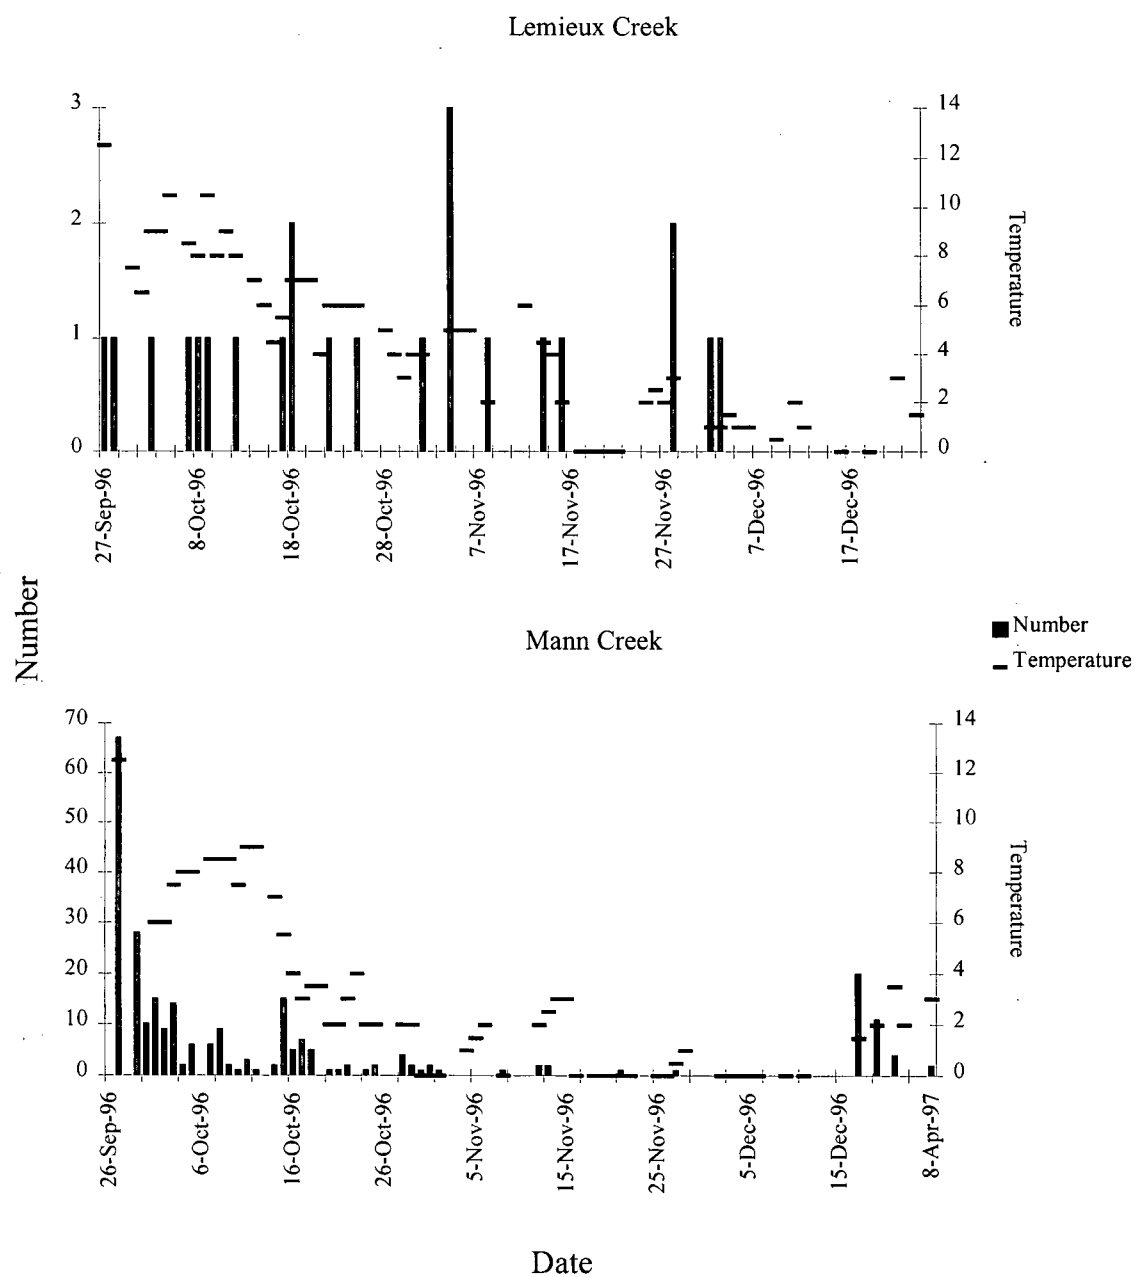 Lemieux Creek
3
2
1
0
14
12
10
8
6
4
2
0
Temperature
27-Sep-96
8-Oct-96
18-Oct-96
28-Oct-96
7-Nov-96
17-Nov-96
27-Nov-96
7-Dec-96
17-Dec-96
Number
Mann Creek
Number
Temperature
70
60
50
40
30
20
10
0
14
12
10
8
6
4
2
0
Temperature
26-Sep-96
6-Oct-96
16-Oct-96
26-Oct-96
5-Nov-96
15-Nov-96
25-Nov-96
5-Dec-96
15-Dec-96
8-Apr-97
Date